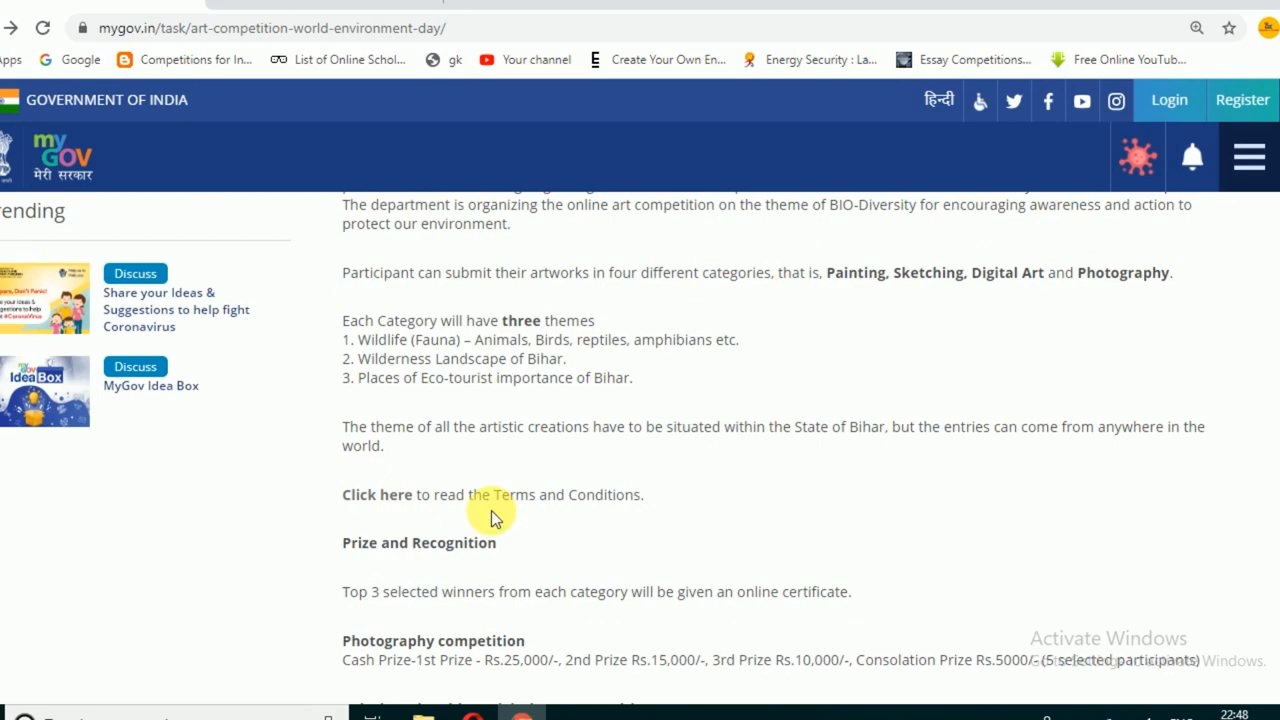 mygov.in/task/art-competition-world-environment-day/
Apps Google Competitions for In... List of Online Schol... gk Your channel Create Your Own En... Energy Security : La... Essay Competitions... Free Online YouTub...
GOVERNMENT OF INDIA हिन्दी Login Register
my GOV
मेरी सरकार
rending
The department is organizing the online art competition on the theme of BIO-Diversity for encouraging awareness and action to
protect our environment.
Participant can submit their artworks in four different categories, that is, Painting, Sketching, Digital Art and Photography.
Discuss
Share your Ideas &
Suggestions to help fight
Coronavirus
Each Category will have three themes
1. Wildlife (Fauna) – Animals, Birds, reptiles, amphibians etc.
2. Wilderness Landscape of Bihar.
3. Places of Eco-tourist importance of Bihar.
Idea Box
Discuss
MyGov Idea Box
The theme of all the artistic creations have to be situated within the State of Bihar, but the entries can come from anywhere in the
world.
Click here to read the Terms and Conditions.
Prize and Recognition
Top 3 selected winners from each category will be given an online certificate.
Photography competition
Cash Prize-1st Prize - Rs.25,000/-, 2nd Prize Rs.15,000/-, 3rd Prize Rs.10,000/-, Consolation Prize Rs.5000/- (5 selected participants)
Activate Windows
Go to Settings to activate Windows.
22:48